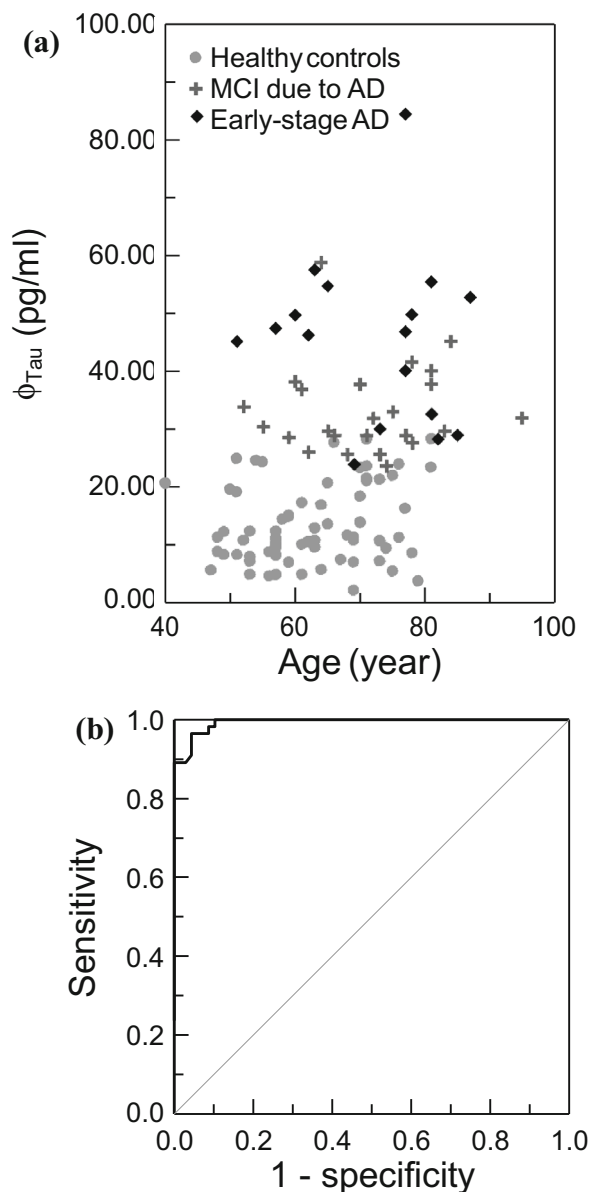 (a)
100.00
Healthy controls
MCI due to AD
Early-stage AD
80.00
60.00
40.00
20.00
0.00
ϕTau (pg/ml)
40 60 80 100
Age (year)
(b)
1.0
0.8
0.6
0.4
0.2
0.0
Sensitivity
0.0 0.2 0.4 0.6 0.8 1.0
1 - specificity